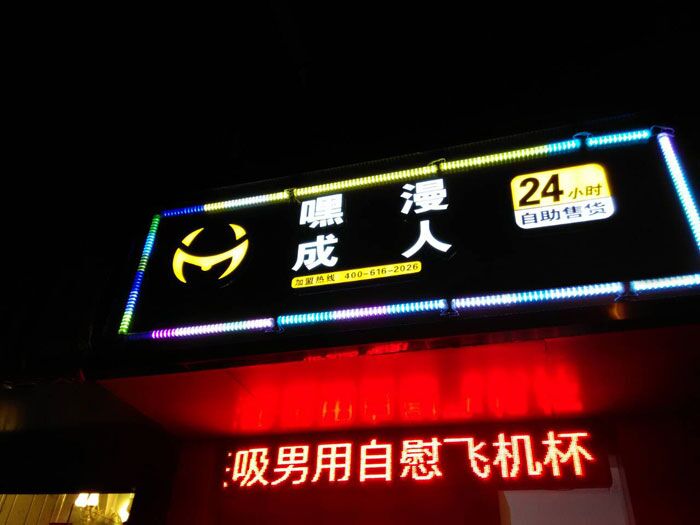 嘿漫
成人
加盟热线 400-616-2026
24小时
自助售货
吸男用自慰飞机杯